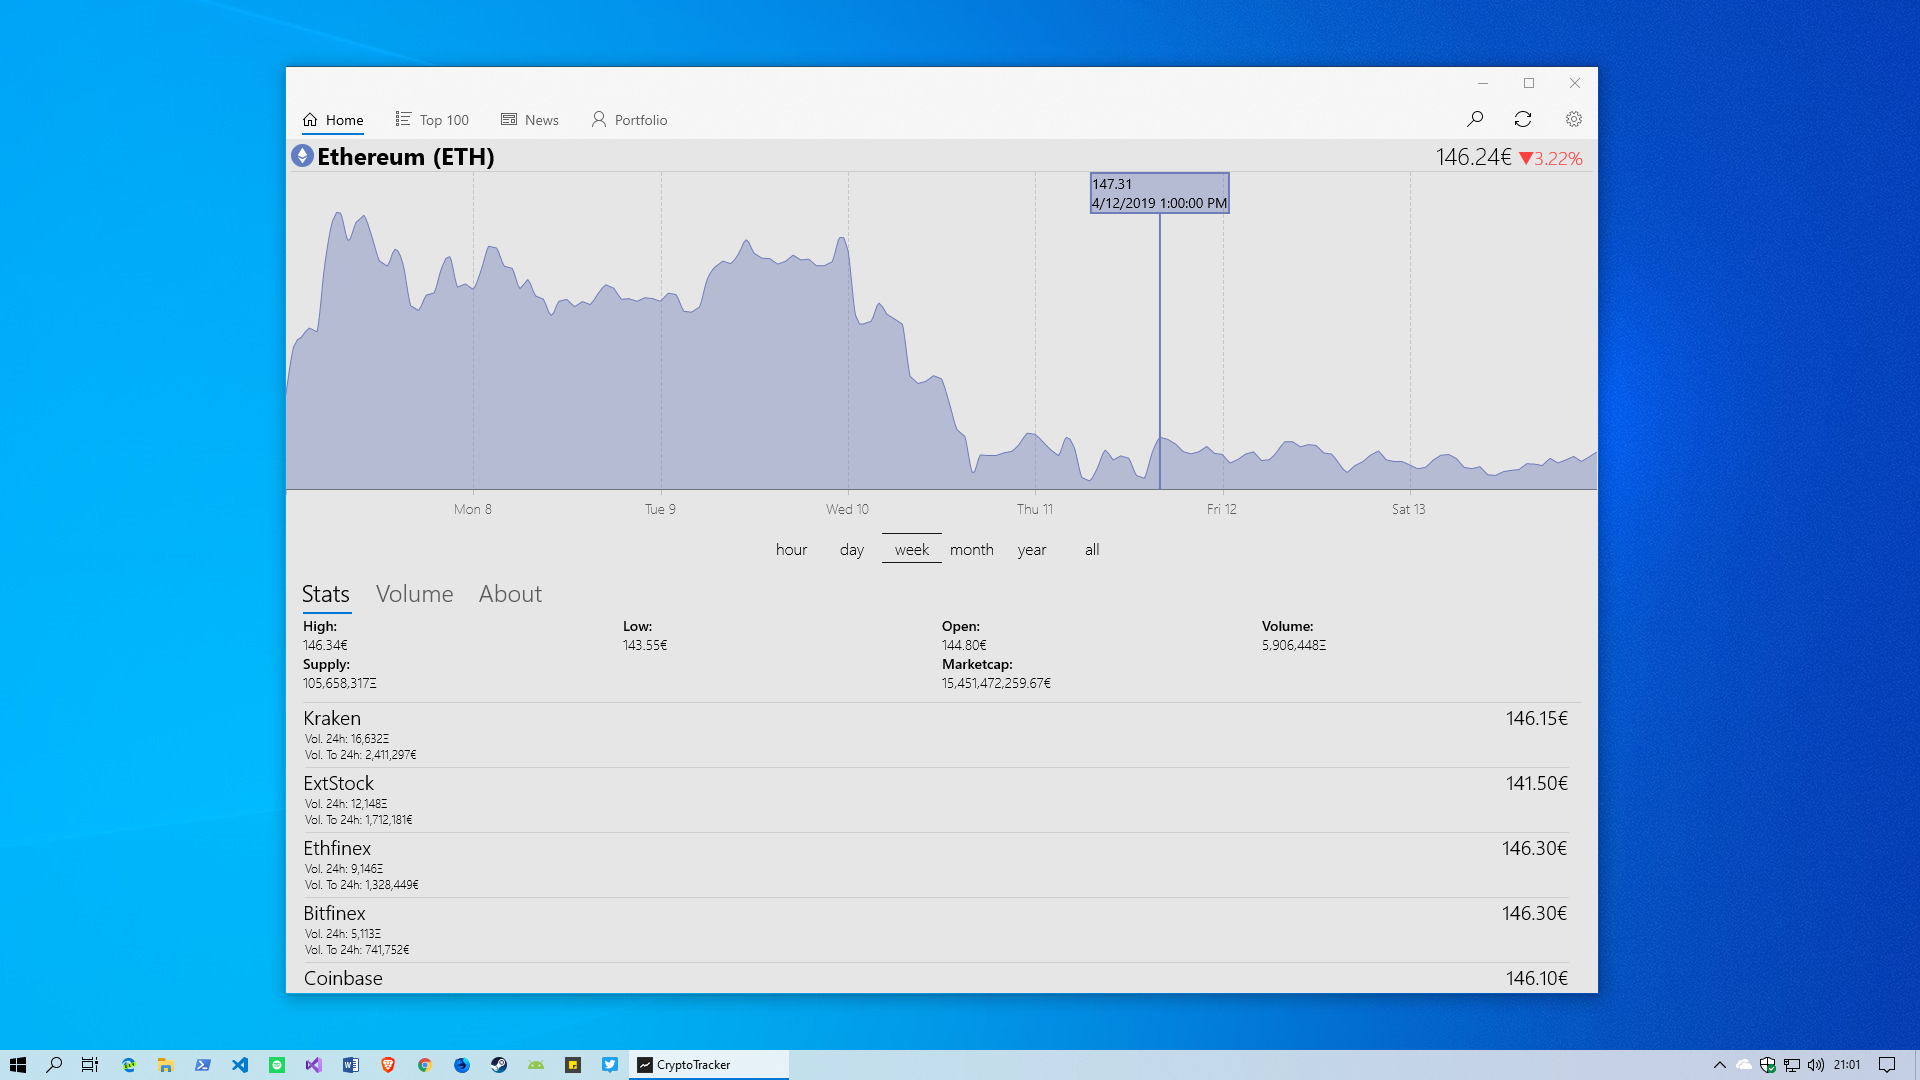 Home
Top 100
News
Portfolio
Ethereum (ETH)
146.24€ ▼3.22%
147.31
4/12/2019 1:00:00 PM
Mon 8
Tue 9
Wed 10
Thu 11
Fri 12
Sat 13
hour
day
week
month
year
all
Stats
Volume
About
High:
146.34€
Low:
143.55€
Open:
144.80€
Volume:
5,906,448Ξ
Supply:
105,658,317Ξ
Marketcap:
15,451,472,259.67€
Kraken
146.15€
Vol. 24h: 16,632Ξ
Vol. To 24h: 2,411,297€
ExtStock
141.50€
Vol. 24h: 12,148Ξ
Vol. To 24h: 1,712,181€
Ethfinex
146.30€
Vol. 24h: 9,146Ξ
Vol. To 24h: 1,328,449€
Bitfinex
146.30€
Vol. 24h: 5,113Ξ
Vol. To 24h: 741,752€
Coinbase
146.10€
CryptoTracker
21:01